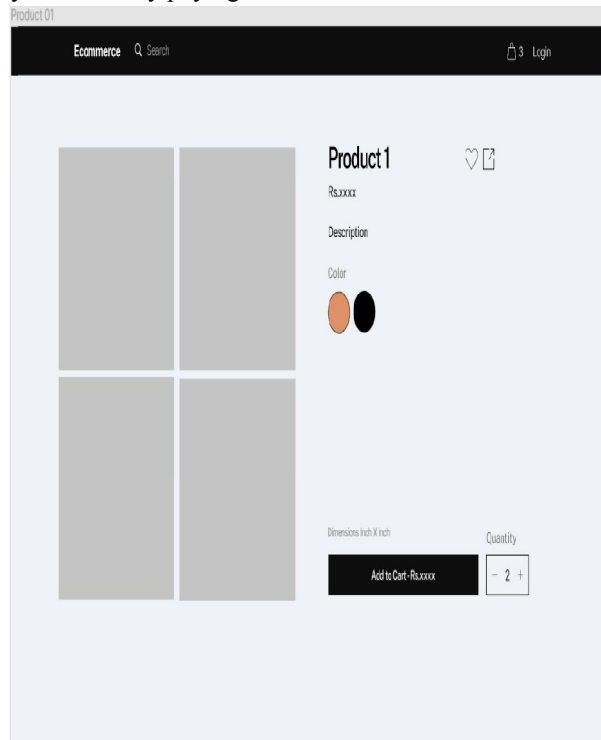 Product 01
Ecommerce Search 3 Login
Product 1
Rs.xxxx
Description
Color
Dimensions Inch X Inch
Quantity
Add to Cart - Rs.xxxx
− 2 +